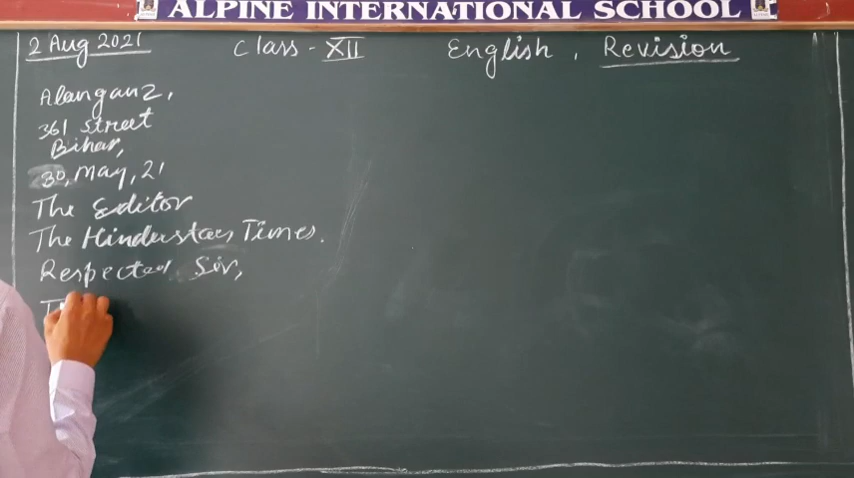 ALPINE INTERNATIONAL SCHOOL
2 Aug 2021 Class - XII English, Revision
361 Street
Bihar,
30, May, 21
The Editor
The Hindustan Times.
Respected Sir,